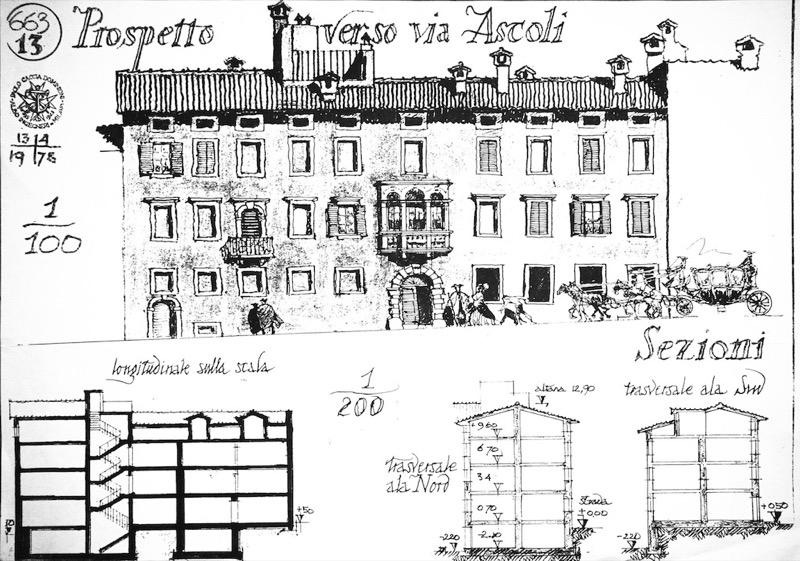 663
13
Prospetto verso via Ascoli
13 4
19 78
1
100
Sezioni
longitudinale sulla scala
1
200
altana 12,90
trasversale ala Sud
trasversale
ala Nord
+9.60
6.70
3.4
0.70
strada
±0,00
+50
+0.50
-2.20
-2.20